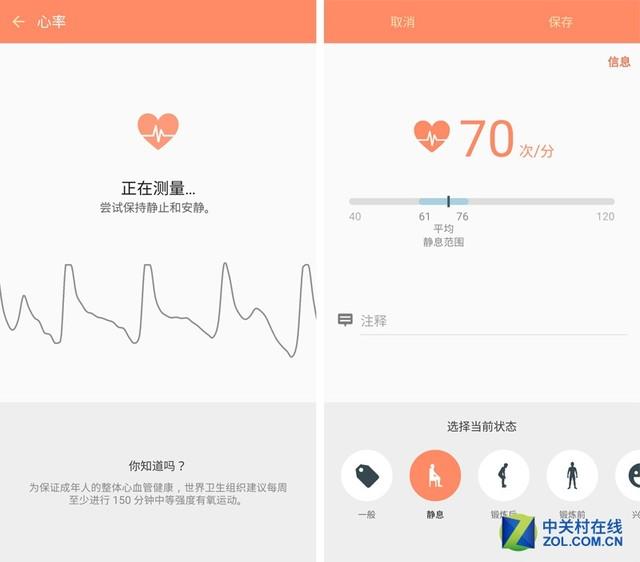 心率
正在测量...
尝试保持静止和安静。
你知道吗？
为保证成年人的整体心血管健康，世界卫生组织建议每周
至少进行 150 分钟中等强度有氧运动。
取消
保存
信息
70 次/分
40
61
76
120
平均
静息范围
注释
选择当前状态
一般
静息
锻炼后
锻炼前
兴
Z
中关村在线
ZOL.COM.CN